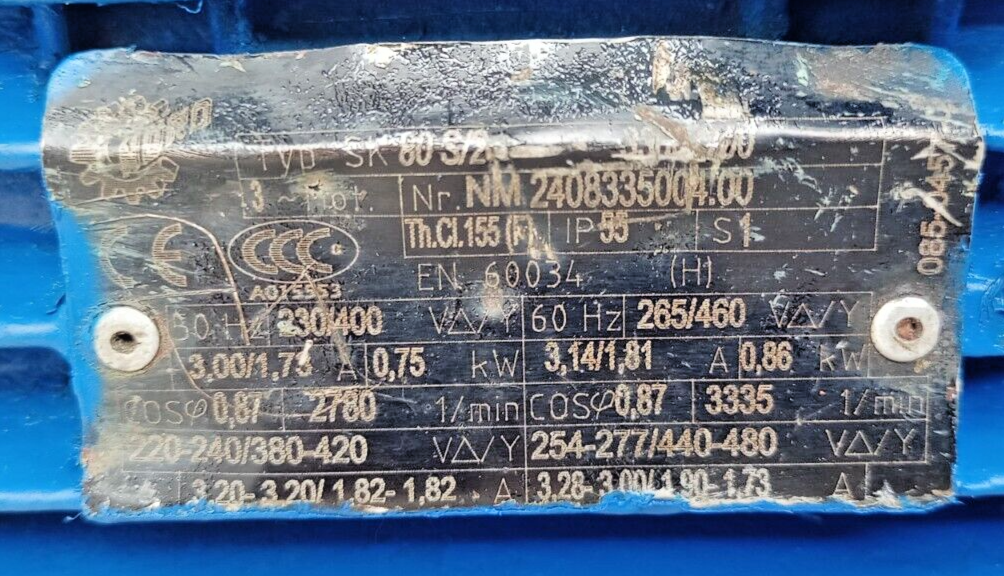 Typ SK 80 S/2
3 ~ Mot. Nr. NM 2408335004.00
Th.Cl.155 (F) IP 55 S1
EN 60034 (H)
CE CCC
50 Hz 230/400 V△/Y 60 Hz 265/460 V△/Y
3,00/1,73 A 0,75 kW 3,14/1,81 A 0,86 kW
cosφ 0,87 2780 1/min cosφ 0,87 3335 1/min
220-240/380-420 V△/Y 254-277/440-480 V△/Y
3,20-3,20/1,82-1,82 A 3,28-3,00/1,90-1,73 A